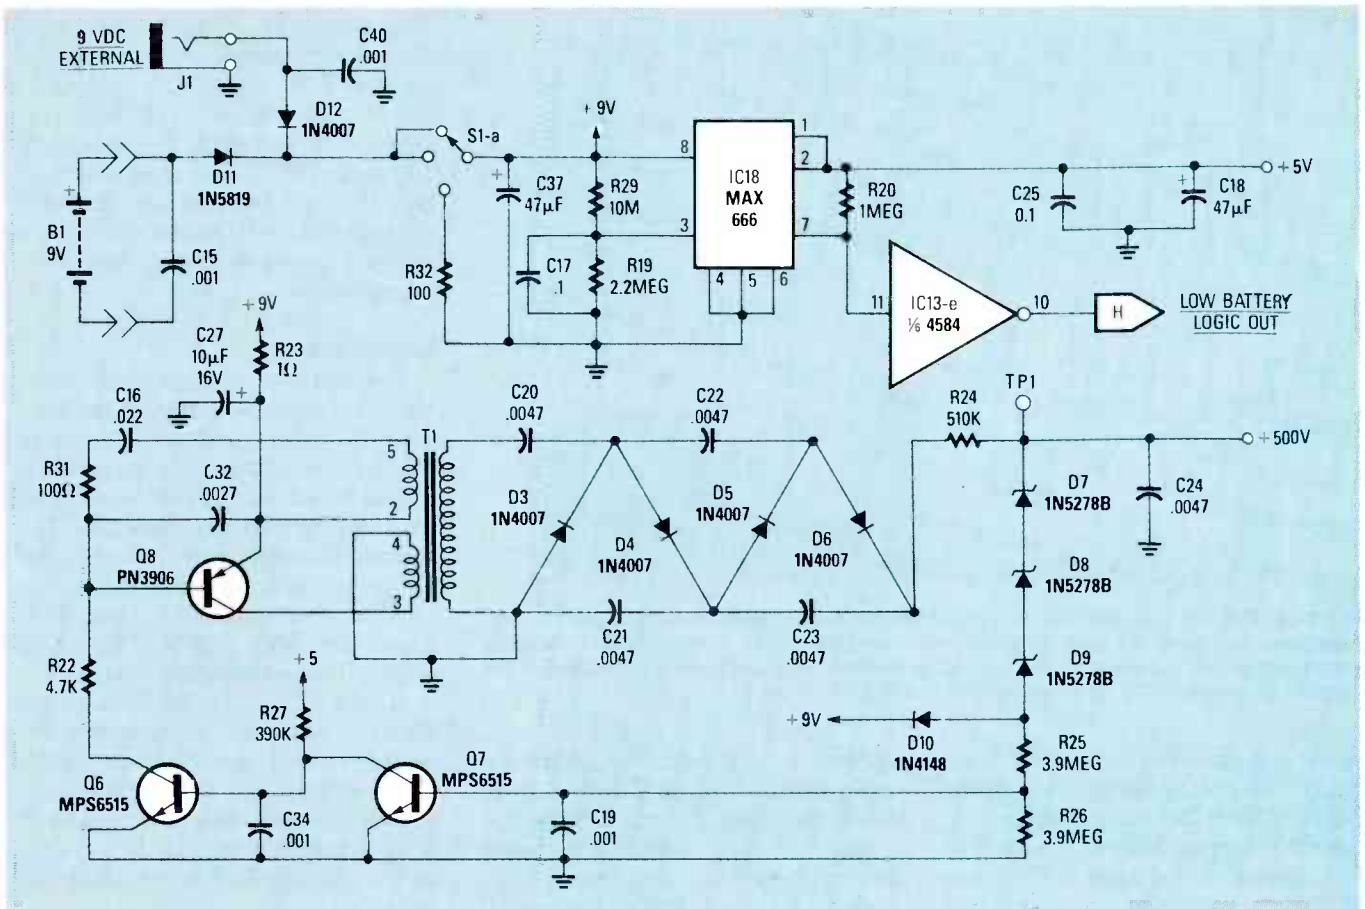 9 VDC
EXTERNAL
J1
C40
.001
D12
1N4007
S1-a
+ 9V
D11
1N5819
+
B1
9V
C15
.001
+
C37
47µF
R29
10M
R32
100
C17
.1
R19
2.2MEG
8
3
IC18
MAX
666
1
2
7
4
5
6
R20
1MEG
C25
0.1
+
C18
47µF
+5V
11
IC13-e
⅙ 4584
10
H
LOW BATTERY
LOGIC OUT
+ 9V
C27
10µF
16V
+
R23
1Ω
C16
.022
R31
100Ω
C32
.0027
Q8
PN3906
T1
5
2
4
3
C20
.0047
C22
.0047
D3
1N4007
D4
1N4007
D5
1N4007
D6
1N4007
C21
.0047
C23
.0047
R24
510K
TP1
+ 500V
D7
1N5278B
C24
.0047
D8
1N5278B
D9
1N5278B
+ 9V
D10
1N4148
R25
3.9MEG
R26
3.9MEG
R22
4.7K
+ 5
R27
390K
Q6
MPS6515
C34
.001
Q7
MPS6515
C19
.001